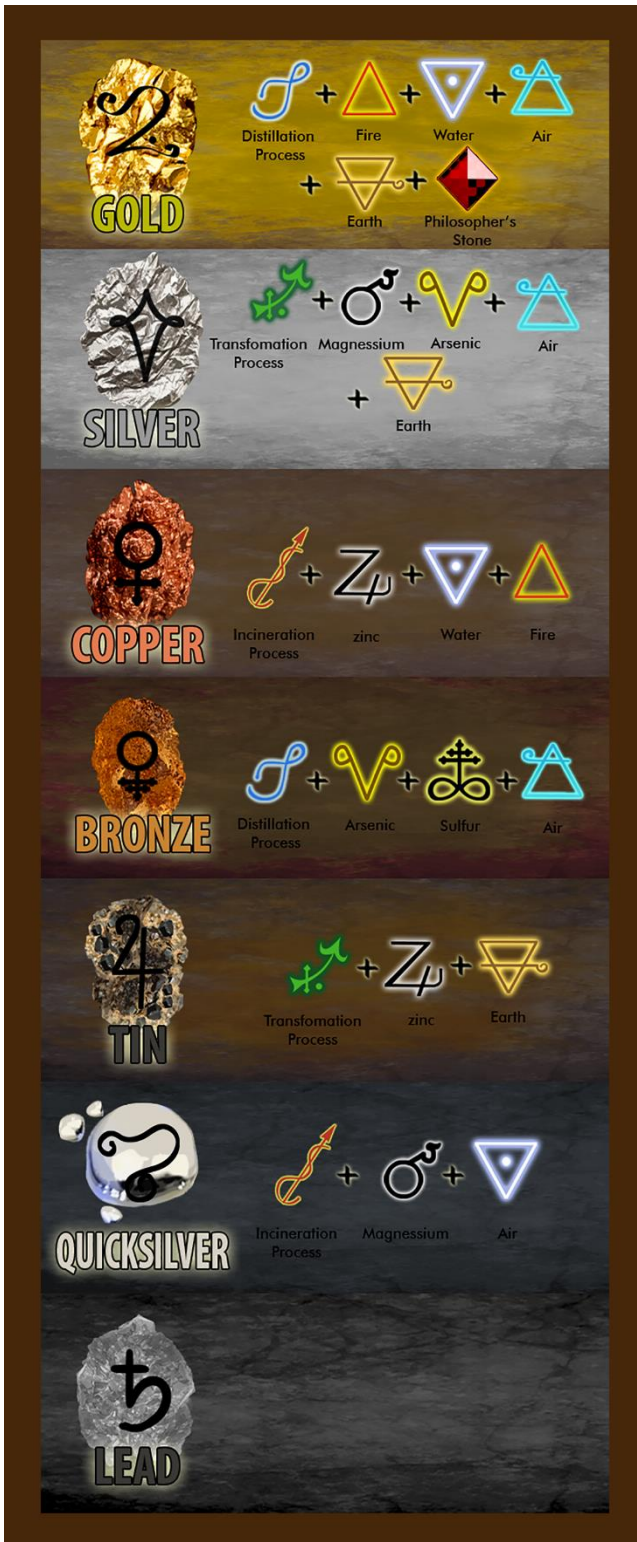 GOLD
Distillation
Process
Fire
Water
Air
Earth
Philosopher's
Stone
SILVER
Transfomation
Process
Magnessium
Arsenic
Air
Earth
COPPER
Incineration
Process
zinc
Water
Fire
BRONZE
Distillation
Process
Arsenic
Sulfur
Air
TIN
Transfomation
Process
zinc
Earth
QUICKSILVER
Incineration
Process
Magnessium
Air
LEAD